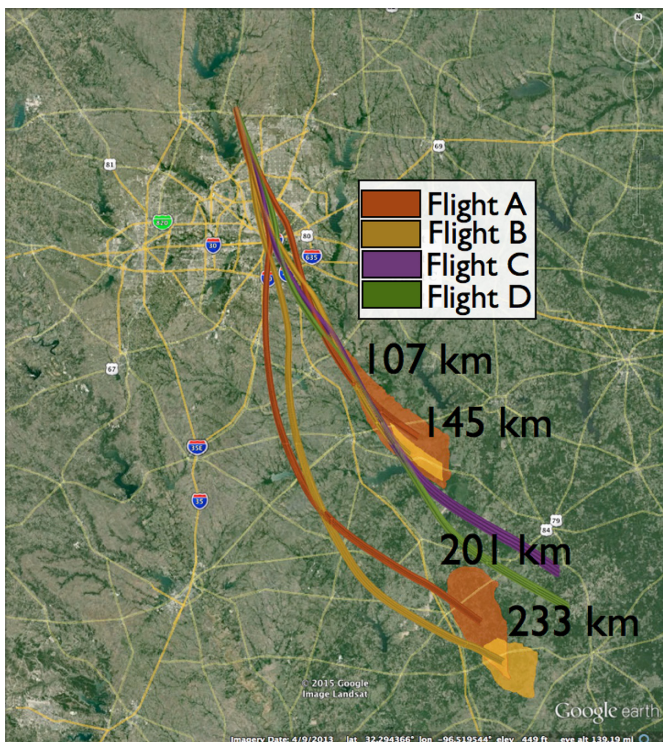 N
69
81
820
30
80
635
Flight A
Flight B
Flight C
Flight D
67
107 km
145 km
35E
35
79
84
201 km
233 km
© 2015 Google
Image Landsat
Google earth
Imagery Date: 4/9/2013 lat 32.294366° lon -96.519544° elev 449 ft eye alt 139.19 mi